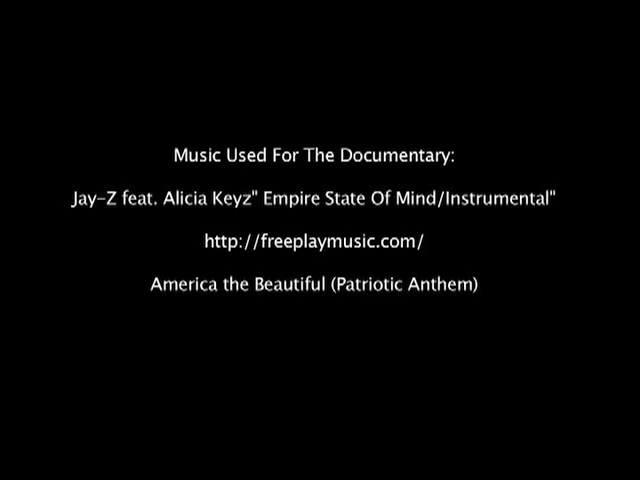 Music Used For The Documentary:
Jay-Z feat. Alicia Keyz" Empire State Of Mind/Instrumental"
http://freeplaymusic.com/
America the Beautiful (Patriotic Anthem)